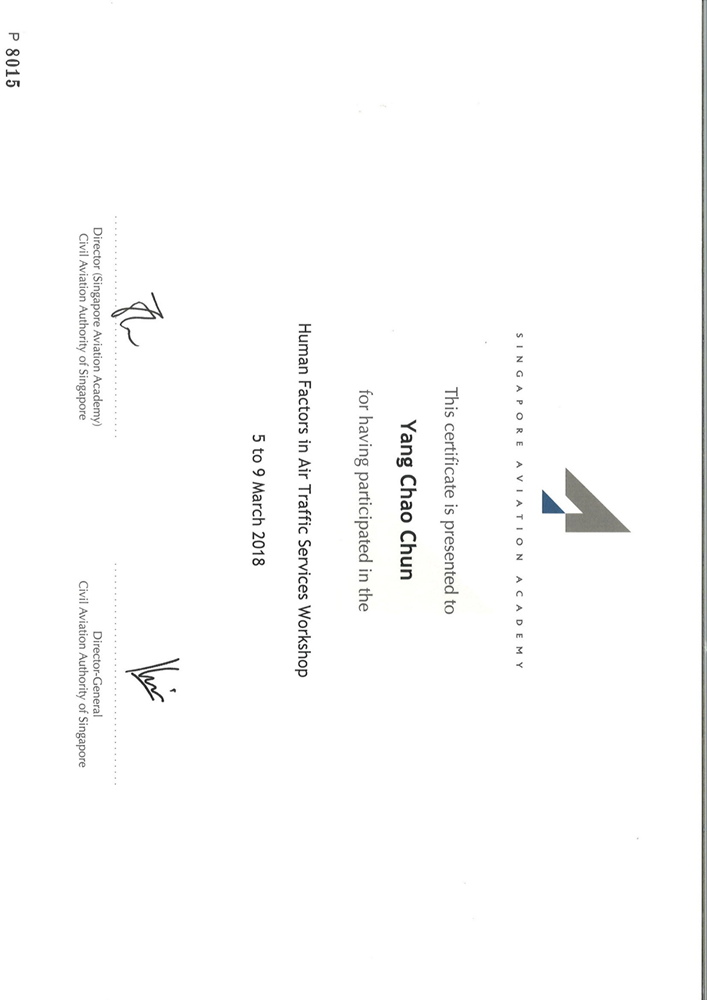 SINGAPORE AVIATION ACADEMY
This certificate is presented to
Yang Chao Chun
for having participated in the
Human Factors in Air Traffic Services Workshop
5 to 9 March 2018
Director (Singapore Aviation Academy)
Civil Aviation Authority of Singapore
Director-General
Civil Aviation Authority of Singapore
P 8015